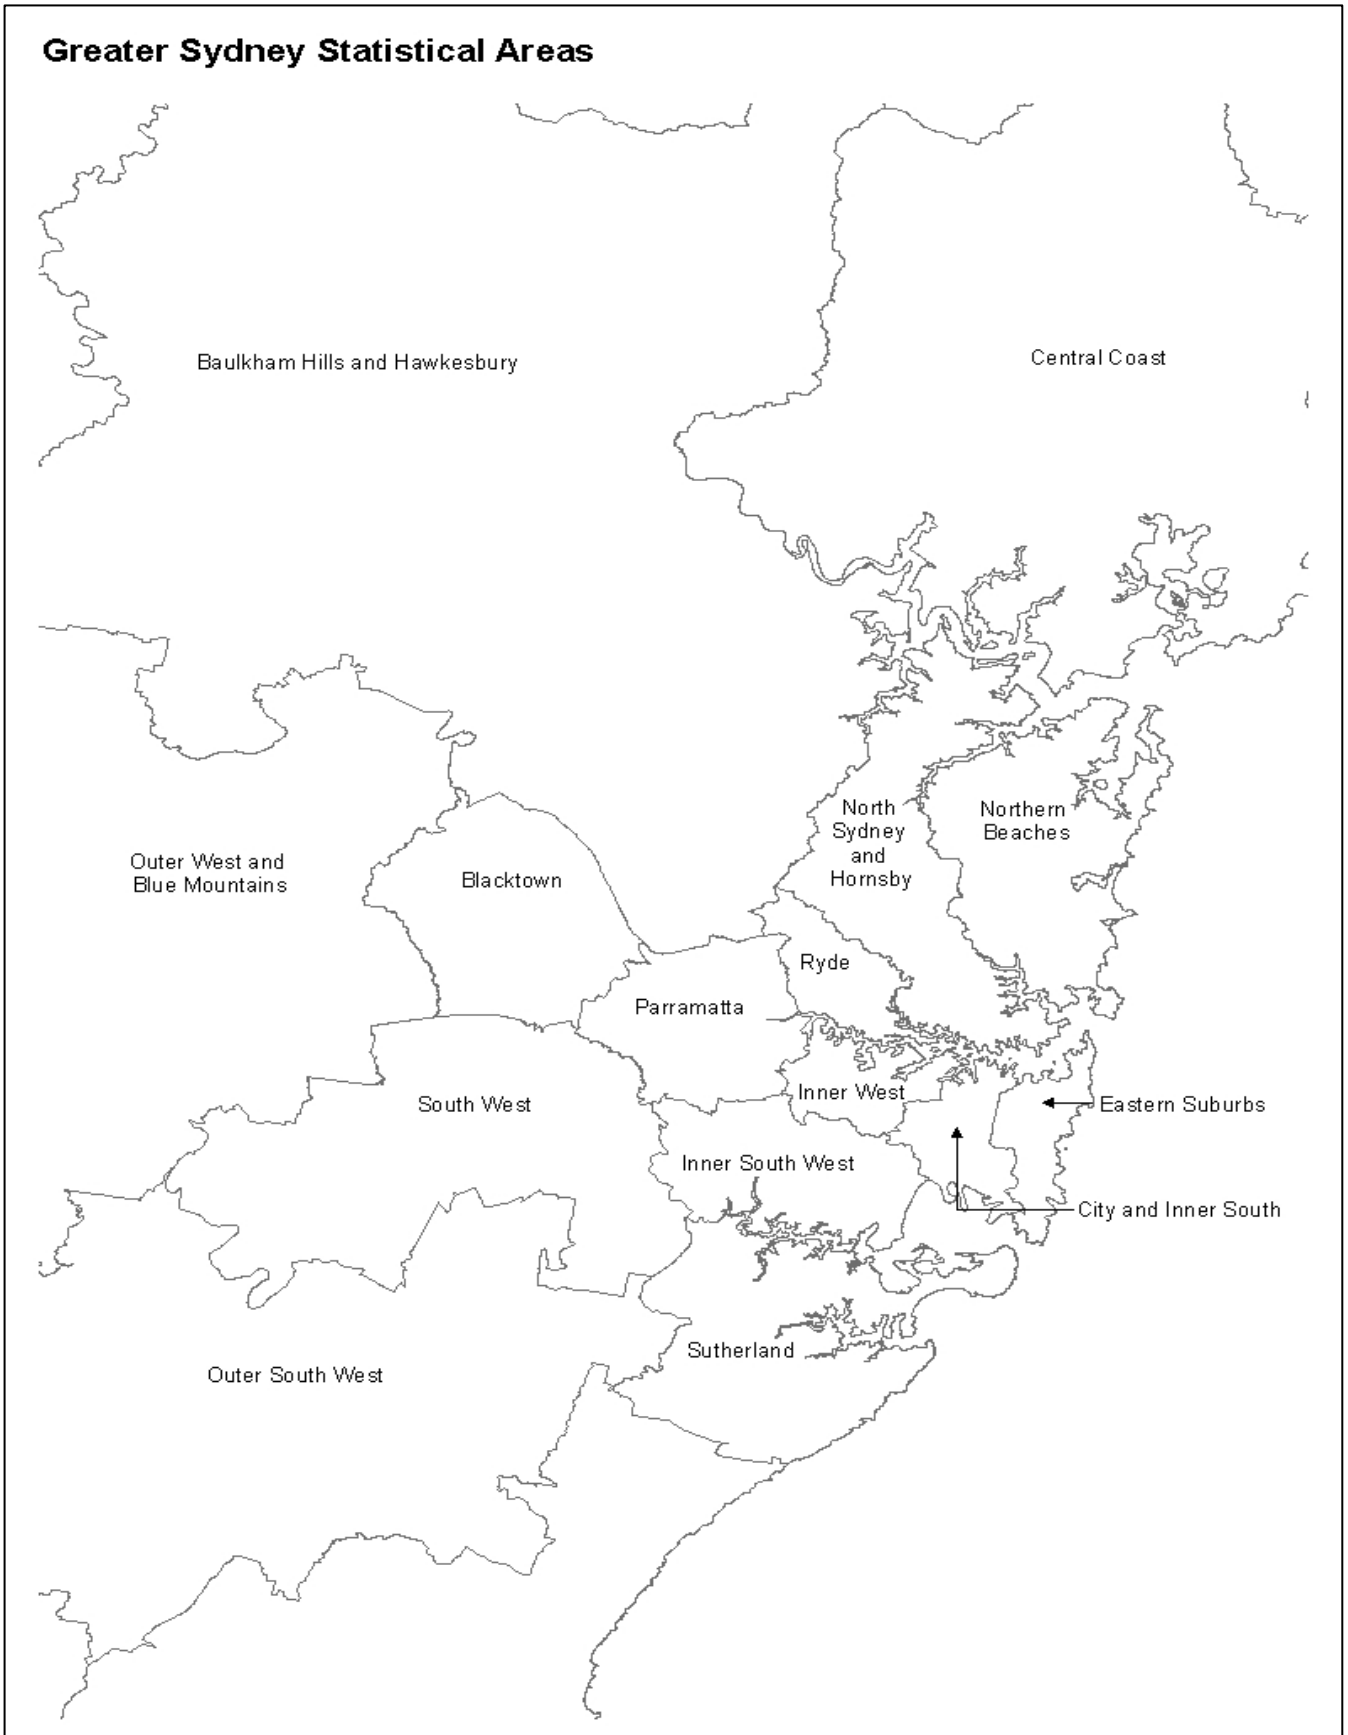 Greater Sydney Statistical Areas
Baulkham Hills and Hawkesbury
Central Coast
North
Sydney
and
Hornsby
Northern
Beaches
Outer West and
Blue Mountains
Blacktown
Ryde
Parramatta
Inner West
South West
Eastern Suburbs
Inner South West
City and Inner South
Sutherland
Outer South West